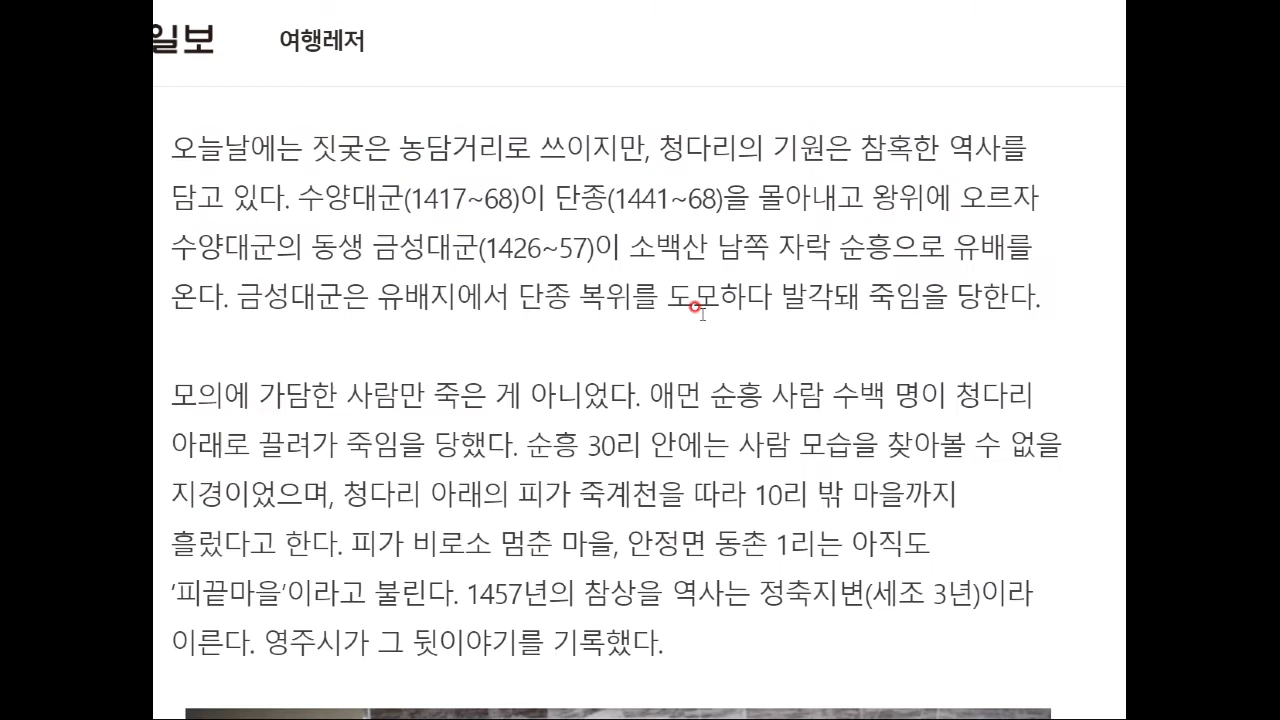 일보
여행레저
오늘날에는 짓궂은 농담거리로 쓰이지만, 청다리의 기원은 참혹한 역사를
담고 있다. 수양대군(1417~68)이 단종(1441~68)을 몰아내고 왕위에 오르자
수양대군의 동생 금성대군(1426~57)이 소백산 남쪽 자락 순흥으로 유배를
온다. 금성대군은 유배지에서 단종 복위를 도모하다 발각돼 죽임을 당한다.
모의에 가담한 사람만 죽은 게 아니었다. 애먼 순흥 사람 수백 명이 청다리
아래로 끌려가 죽임을 당했다. 순흥 30리 안에는 사람 모습을 찾아볼 수 없을
지경이었으며, 청다리 아래의 피가 죽계천을 따라 10리 밖 마을까지
흘렀다고 한다. 피가 비로소 멈춘 마을, 안정면 동촌 1리는 아직도
‘피끝마을’이라고 불린다. 1457년의 참상을 역사는 정축지변(세조 3년)이라
이른다. 영주시가 그 뒷이야기를 기록했다.